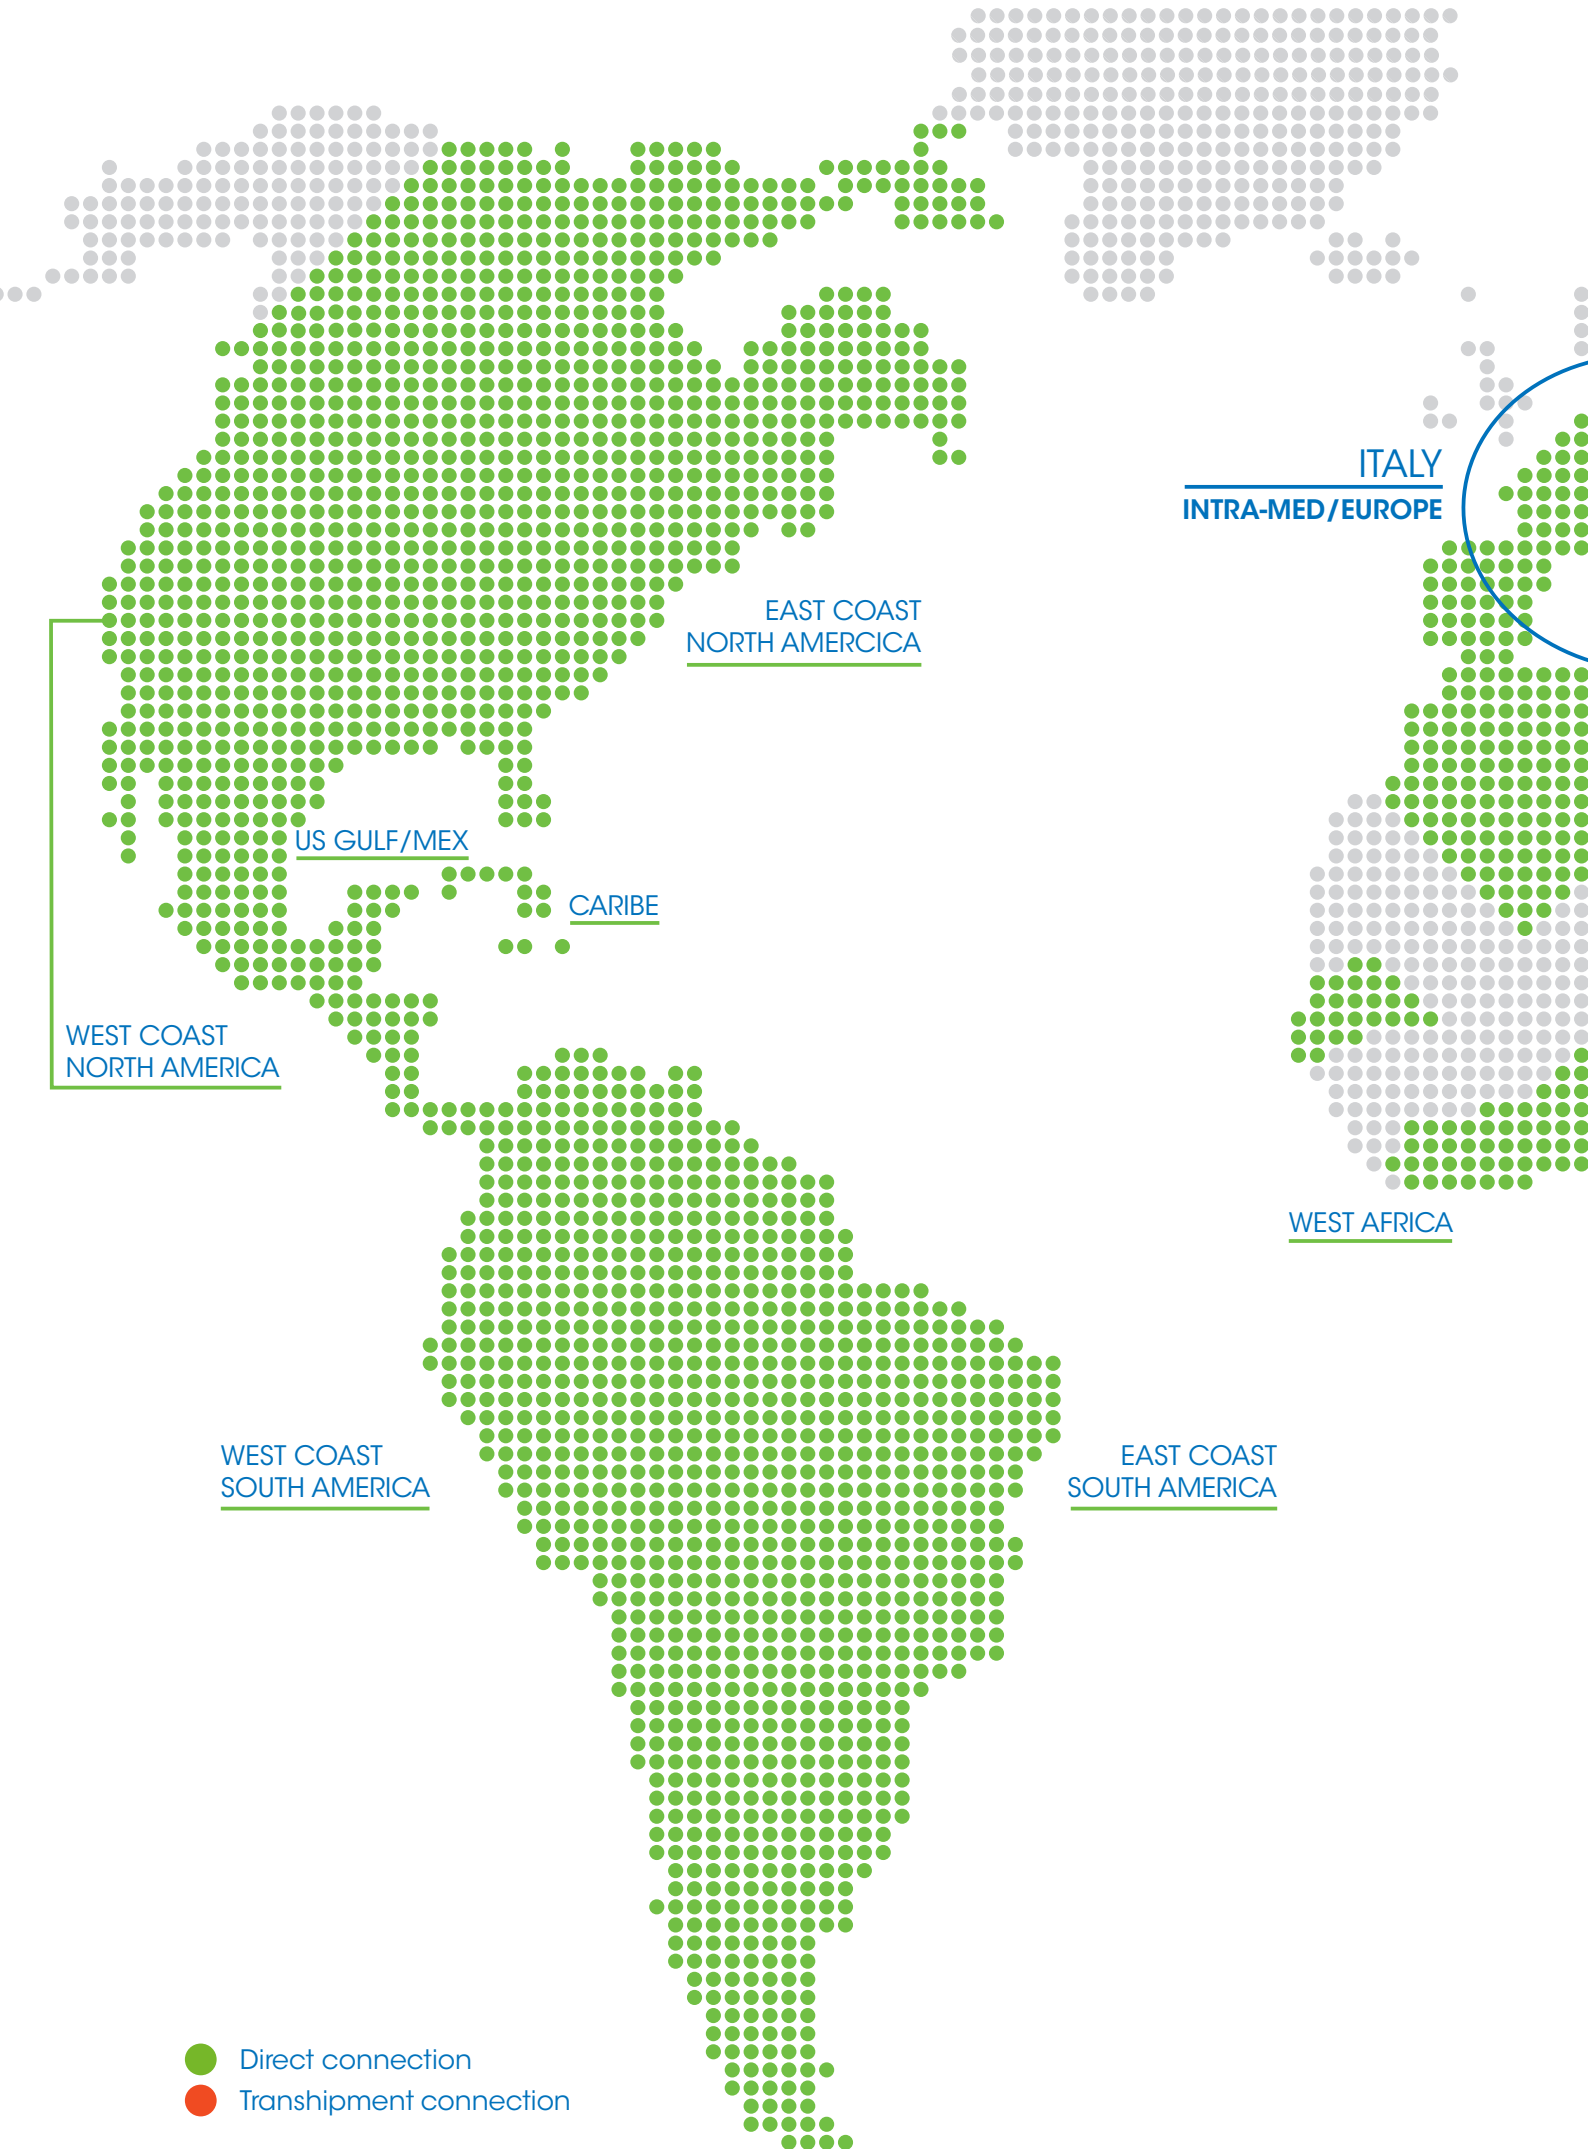 ITALY
INTRA-MED/EUROPE
EAST COAST
NORTH AMERCICA
US GULF/MEX
CARIBE
WEST COAST
NORTH AMERICA
WEST AFRICA
WEST COAST
SOUTH AMERICA
EAST COAST
SOUTH AMERICA
Direct connection
Transhipment connection